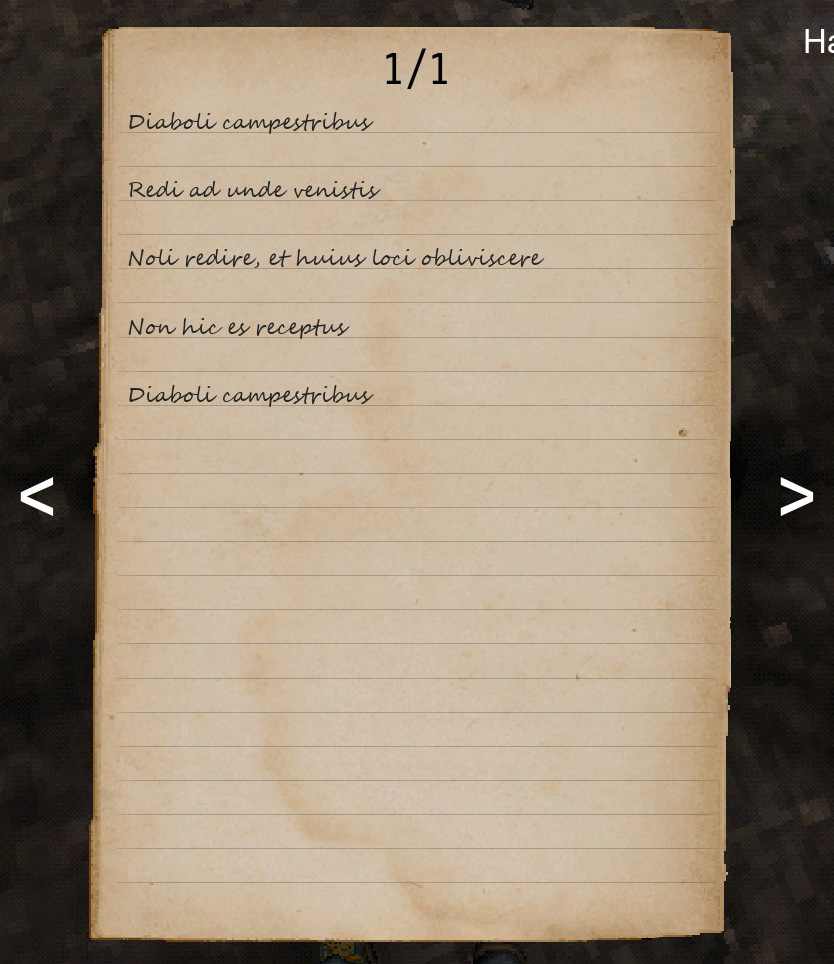 Ha
1/1
Diaboli campestribus
Redi ad unde venistis
Noli redire, et huius loci obliviscere
Non hic es receptus
Diaboli campestribus
< >